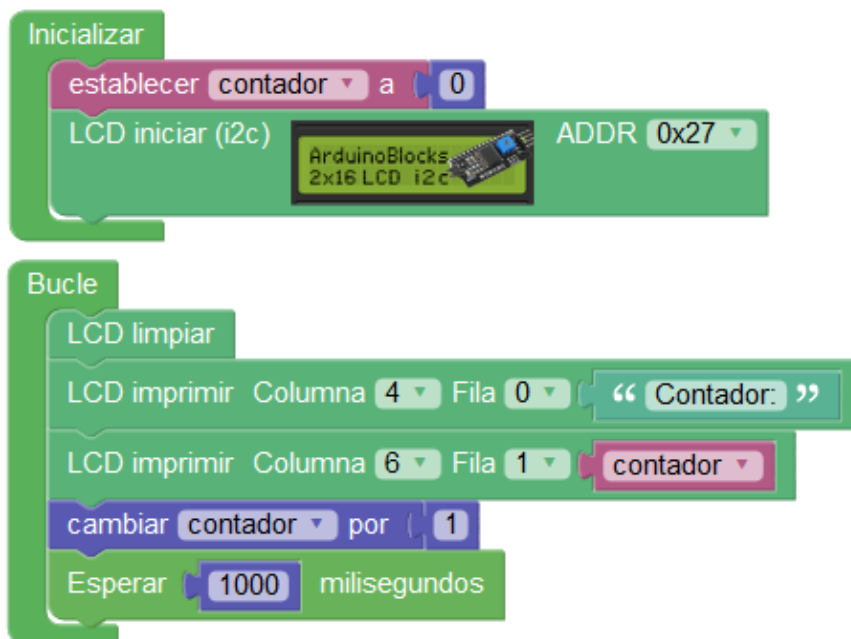 Inicializar
establecer contador a 0
LCD iniciar (i2c) ADDR 0x27
ArduinoBlocks
2x16 LCD i2c
Bucle
LCD limpiar
LCD imprimir Columna 4 Fila 0 “ Contador: ”
LCD imprimir Columna 6 Fila 1 contador
cambiar contador por 1
Esperar 1000 milisegundos